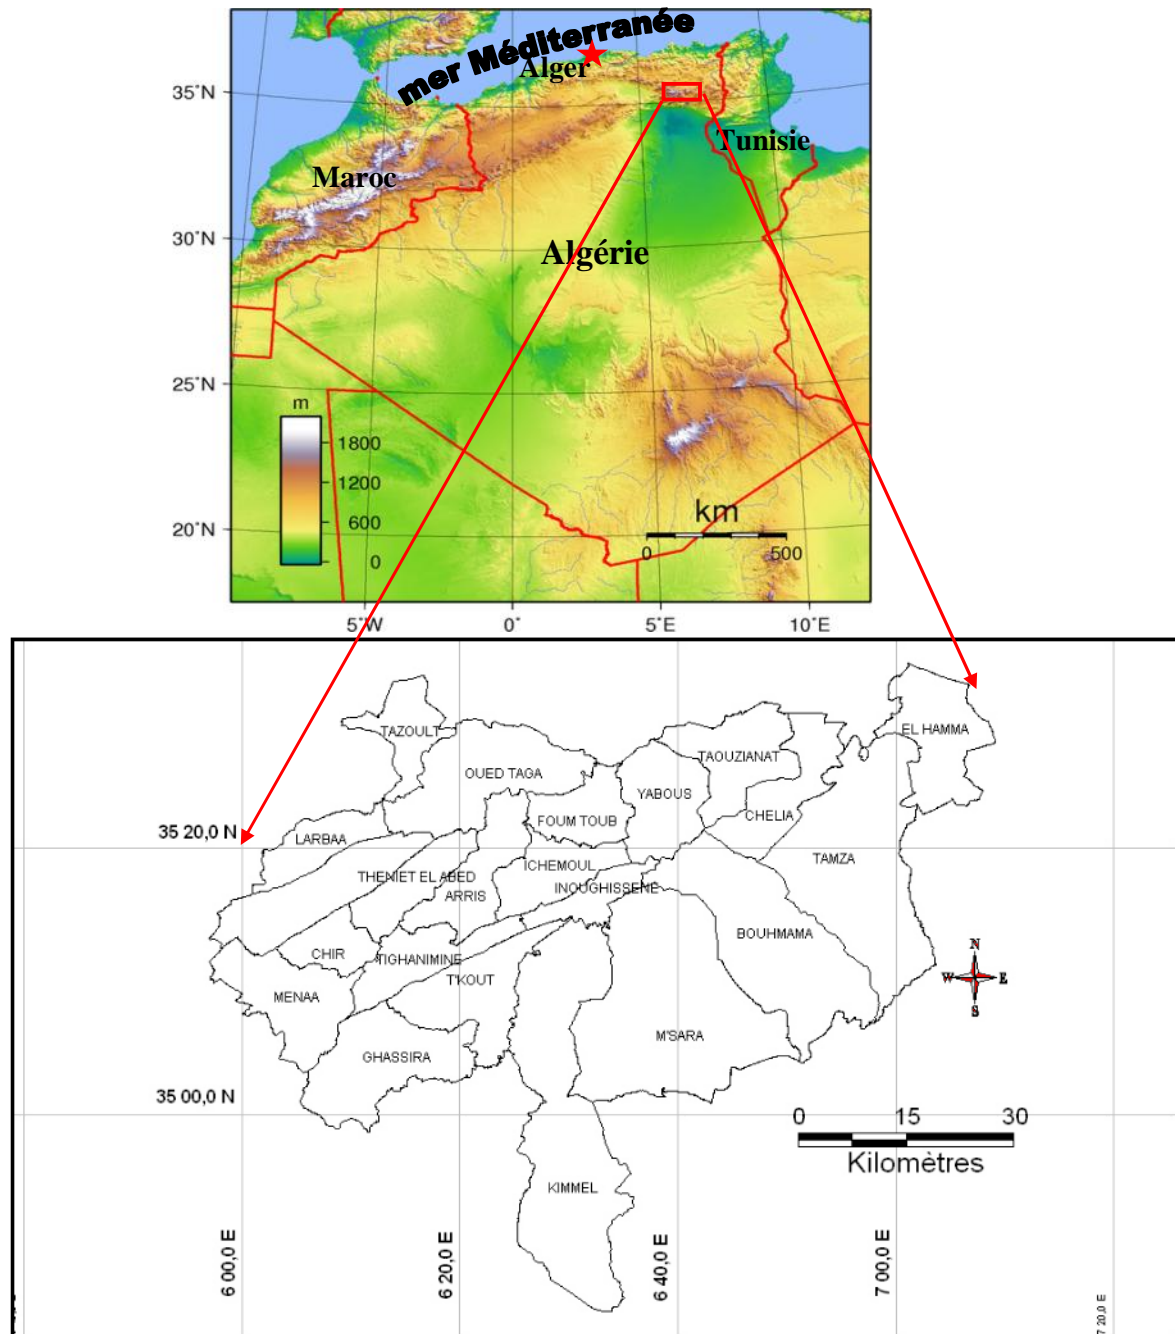 mer Méditerranée
Alger
35°N
Tunisie
Maroc
30°N
Algérie
25°N
m
1800
1200
600
0
km
0 500
20°N
5°W 0° 5°E 10°E
EL HAMMA
TAZOULT
TAOUZIANAT
OUED TAGA
YABOUS
CHELIA
FOUM TOUB
35 20,0 N
LARBAA
TAMZA
ICHEMOUL
THENIET EL ABED
INOUGHISSENE
ARRIS
BOUHMAMA
N
CHIR
TIGHANIMINE
W E
T'KOUT
MENAA
S
M'SARA
GHASSIRA
35 00,0 N
0 15 30
Kilomètres
KIMMEL
6 00,0 E
6 20,0 E
6 40,0 E
7 00,0 E
7 20,0 E